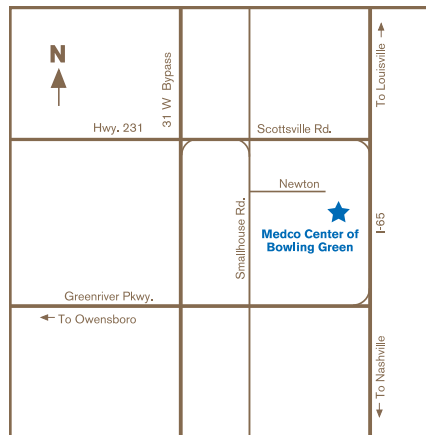 N
31 W Bypass
To Louisville
Hwy. 231
Scottsville Rd.
Newton
Smallhouse Rd.
I-65
Medco Center of
Bowling Green
Greenriver Pkwy.
To Owensboro
To Nashville